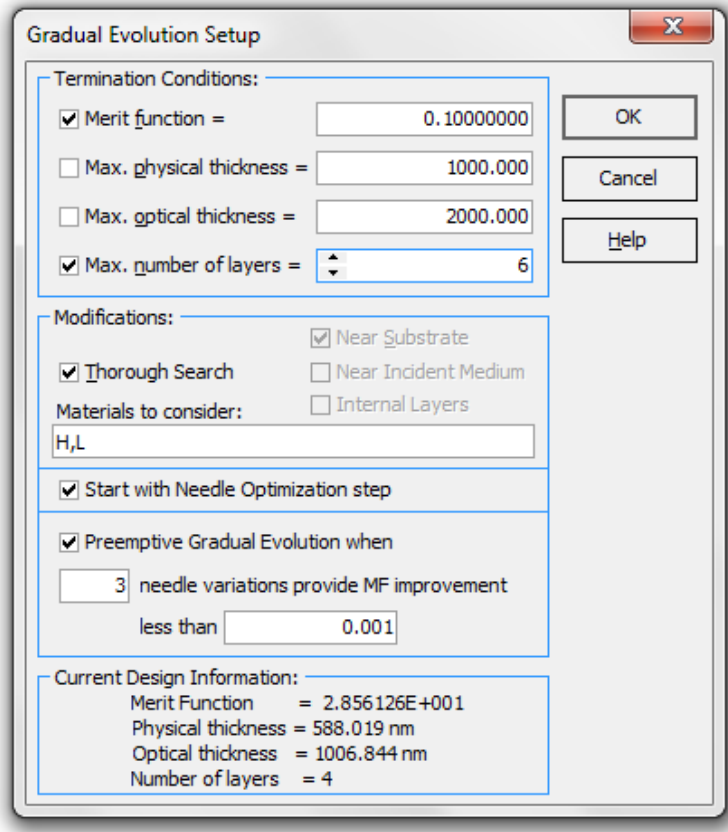 Gradual Evolution Setup
Termination Conditions:
Merit function = 0.10000000
OK
Max. physical thickness = 1000.000
Cancel
Max. optical thickness = 2000.000
Help
Max. number of layers = 6
Modifications:
Near Substrate
Thorough Search
Near Incident Medium
Internal Layers
Materials to consider:
H,L
Start with Needle Optimization step
Preemptive Gradual Evolution when
3 needle variations provide MF improvement
less than 0.001
Current Design Information:
Merit Function = 2.856126E+001
Physical thickness = 588.019 nm
Optical thickness = 1006.844 nm
Number of layers = 4